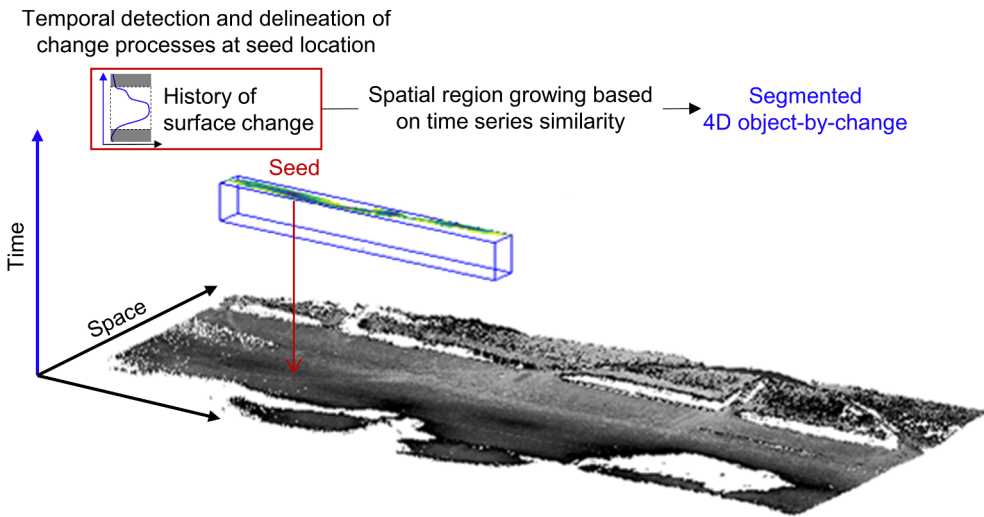 Temporal detection and delineation of
change processes at seed location
History of
surface change
Spatial region growing based
on time series similarity
Segmented
4D object-by-change
Seed
Time
Space